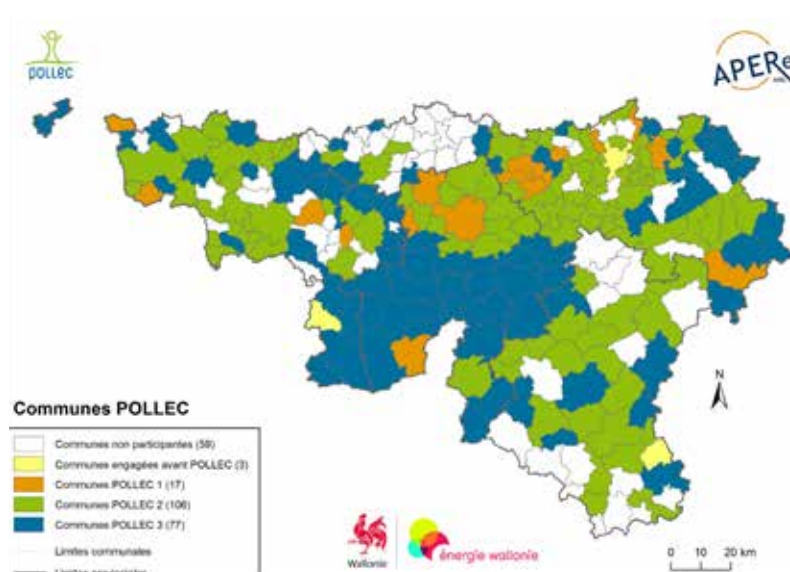 POLLEC
APERe
Communes POLLEC
Communes non participantes (59)
Communes engagées avant POLLEC (3)
Communes POLLEC 1 (17)
Communes POLLEC 2 (106)
Communes POLLEC 3 (77)
Limites communales
N
Wallonie
énergie wallonie
0 10 20 km